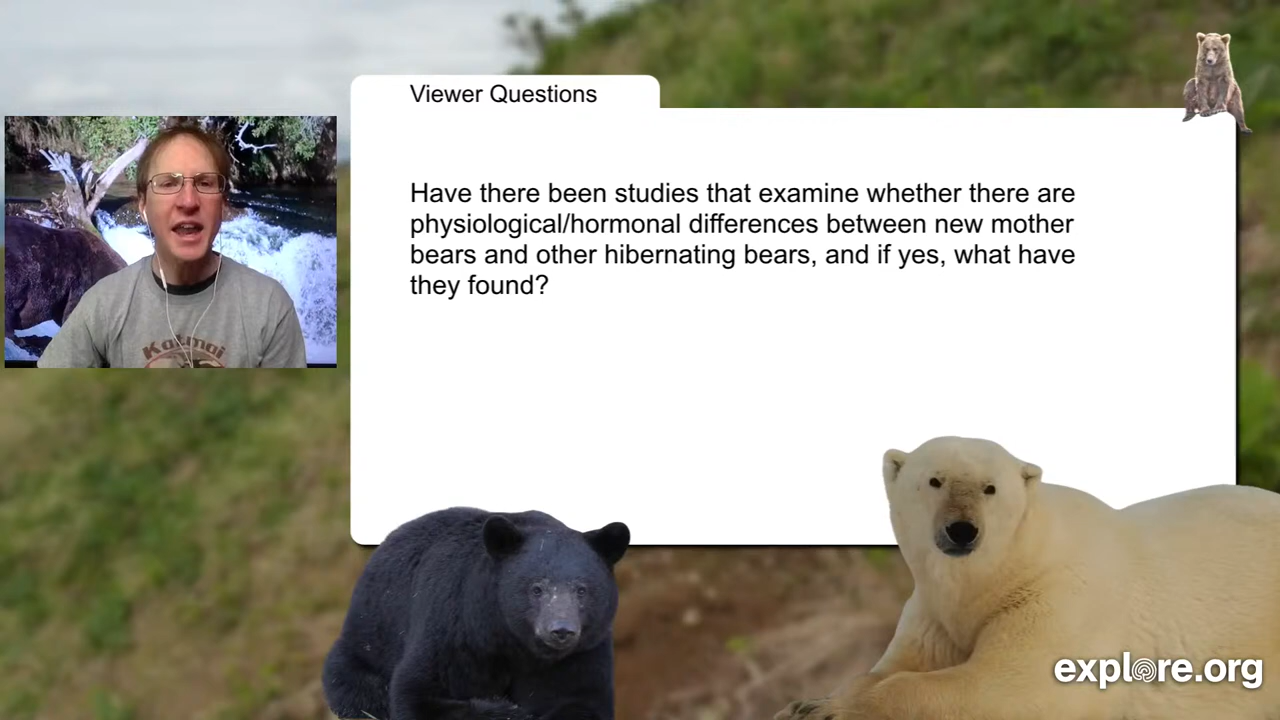 Viewer Questions
Have there been studies that examine whether there are
physiological/hormonal differences between new mother
bears and other hibernating bears, and if yes, what have
they found?
Katmai
explore.org